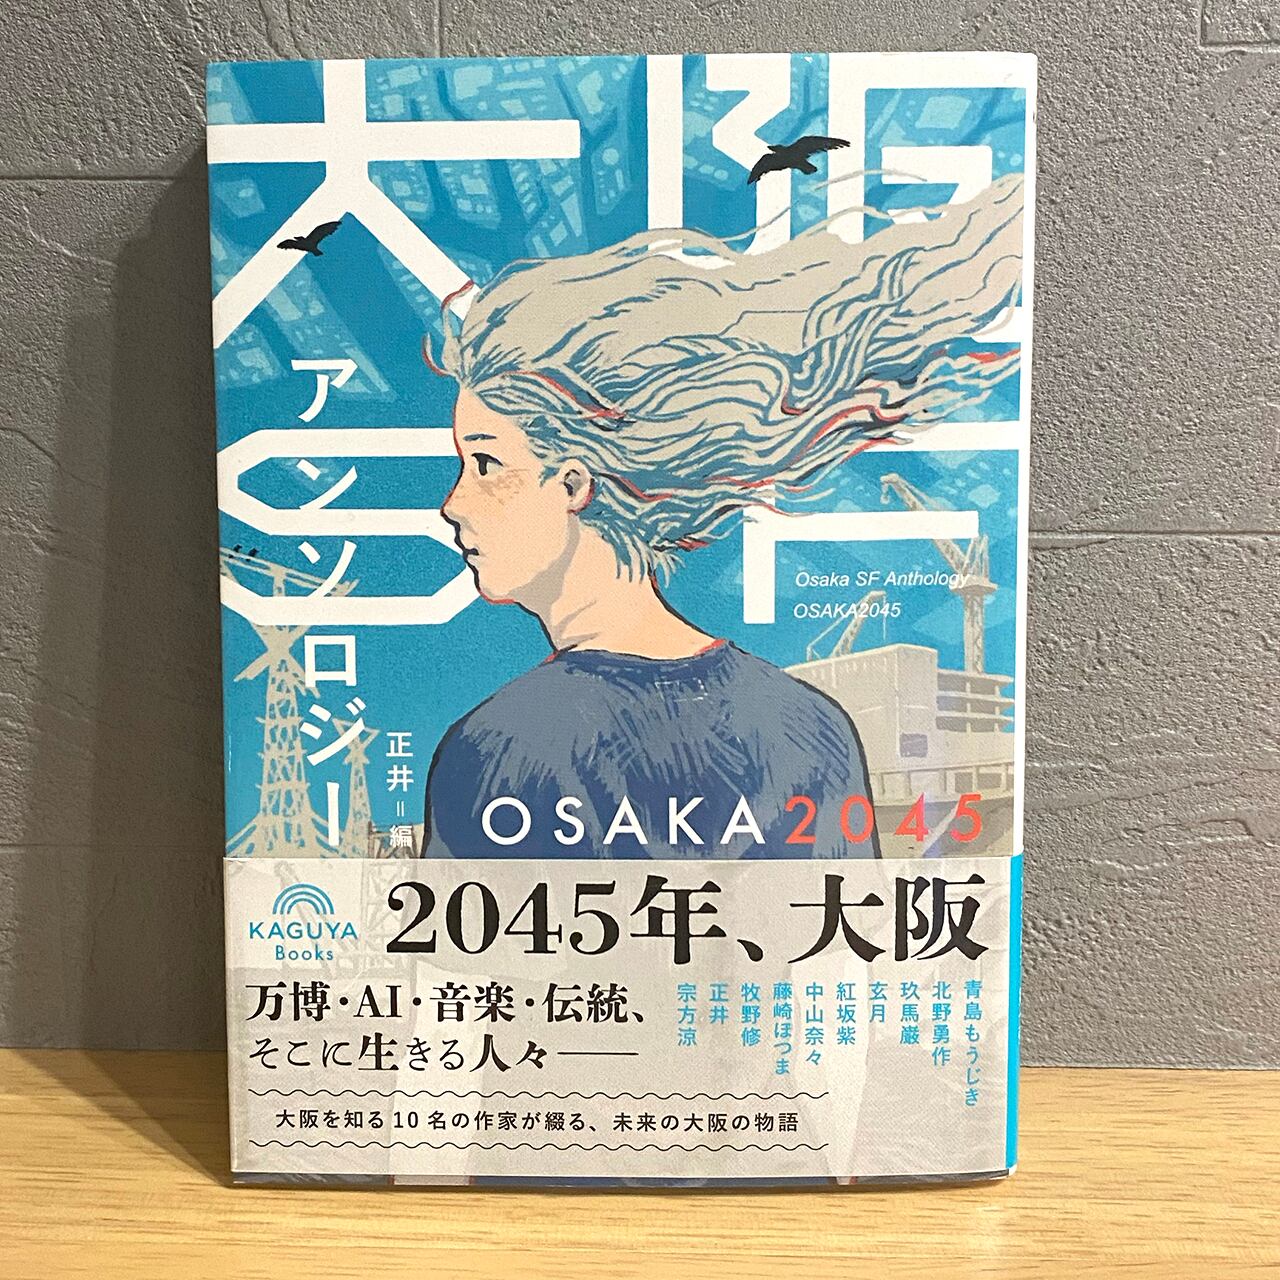 大阪
SF
アンソロジー
正井=編
Osaka SF Anthology
OSAKA2045
OSAKA2045
KAGUYA
Books
2045年、大阪
万博・AI・音楽・伝統、
そこに生きる人々――
青島もうじき
北野勇作
玖馬巌
玄月
紅坂紫
中山奈々
藤崎ほつま
牧野修
正井
宗方涼
大阪を知る10名の作家が綴る、未来の大阪の物語